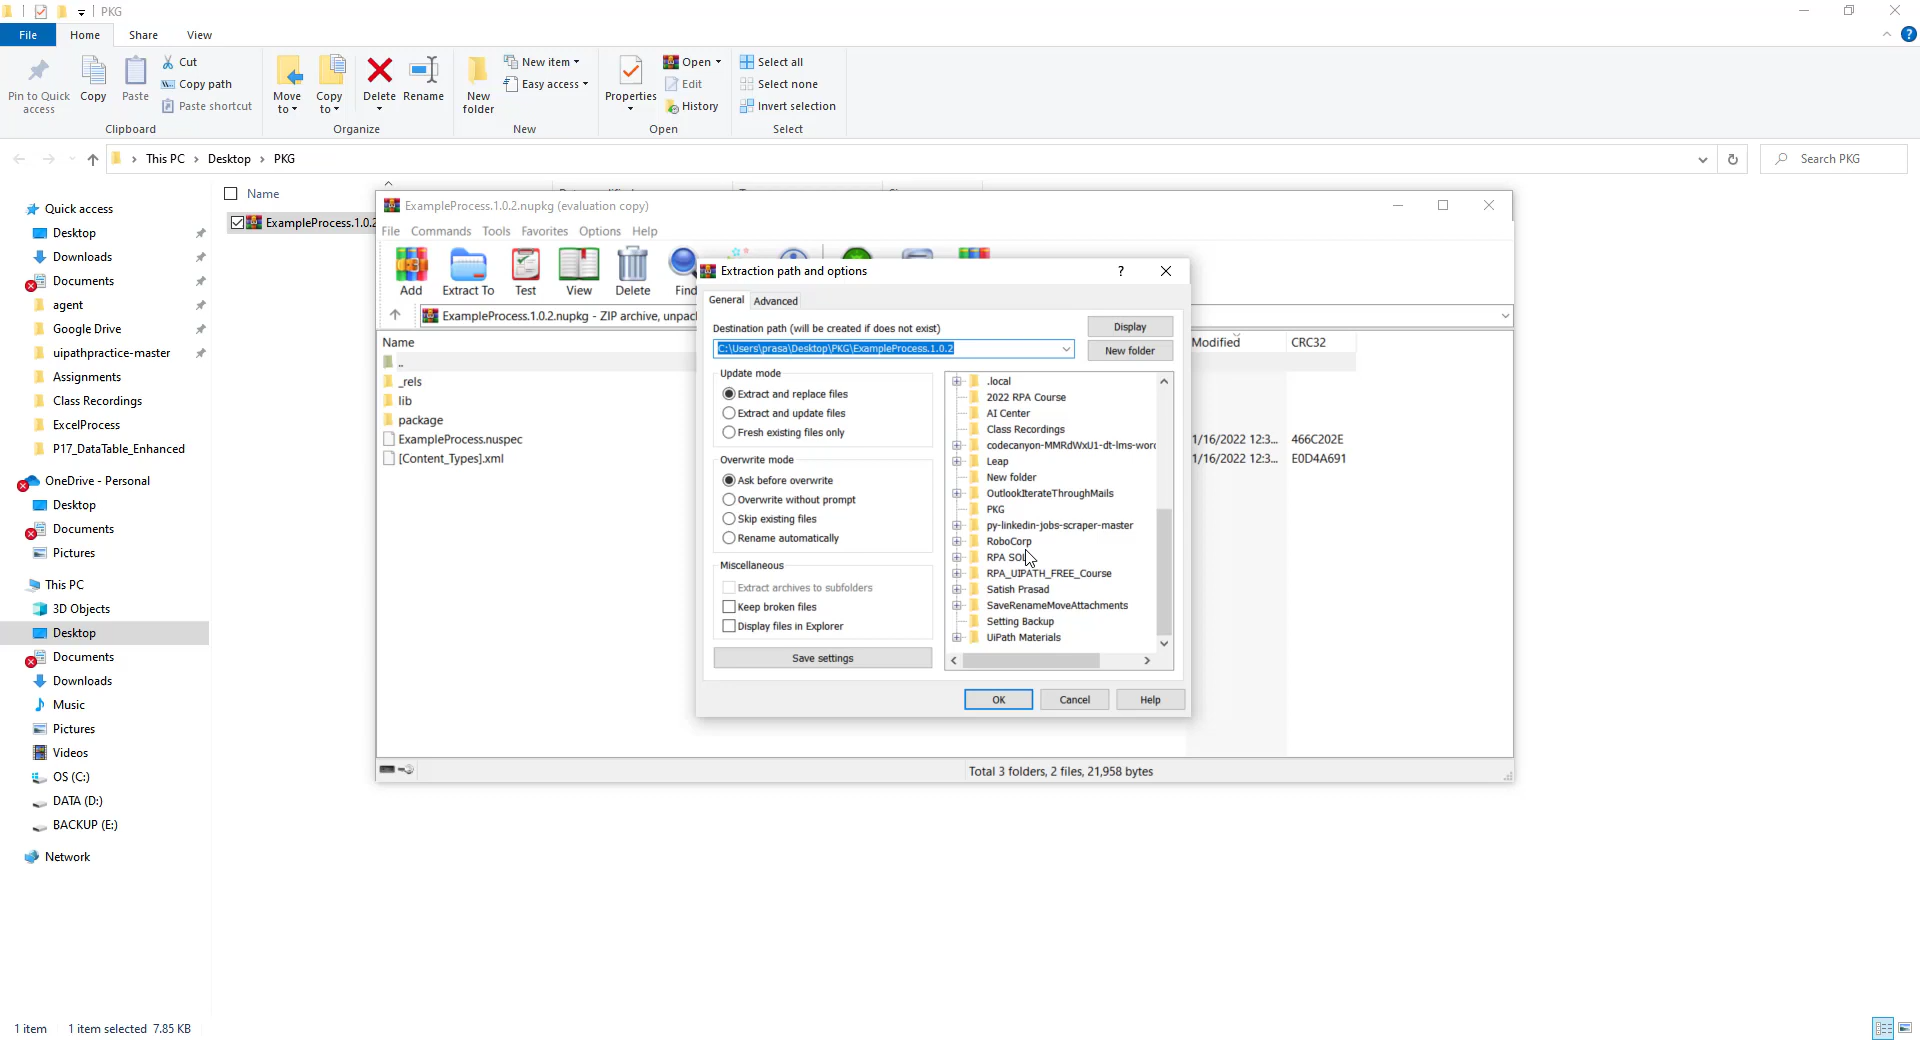 PKG
File Home Share View
Pin to Quick access
Copy
Paste
Cut
Copy path
Paste shortcut
Clipboard
Move to
Copy to
Delete
Rename
Organize
New folder
New item
Easy access
New
Properties
Open
Edit
History
Open
Select all
Select none
Invert selection
Select
This PC Desktop PKG
Search PKG
Name
ExampleProcess.1.0.2
Quick access
Desktop
Downloads
Documents
agent
Google Drive
uipathpractice-master
Assignments
Class Recordings
ExcelProcess
P17_DataTable_Enhanced
OneDrive - Personal
Desktop
Documents
Pictures
This PC
3D Objects
Desktop
Documents
Downloads
Music
Pictures
Videos
OS (C:)
DATA (D:)
BACKUP (E:)
Network
1 item 1 item selected 7.85 KB
ExampleProcess.1.0.2.nupkg (evaluation copy)
File Commands Tools Favorites Options Help
Add Extract To Test View Delete Find
ExampleProcess.1.0.2.nupkg - ZIP archive, unpac
Name Modified CRC32
..
_rels
lib
package
ExampleProcess.nuspec 1/16/2022 12:3... 466C202E
[Content_Types].xml 1/16/2022 12:3... E0D4A691
Total 3 folders, 2 files, 21,958 bytes
Extraction path and options
?
General Advanced
Destination path (will be created if does not exist)
C:\Users\prasa\Desktop\PKG\ExampleProcess.1.0.2
Display
New folder
Update mode
Extract and replace files
Extract and update files
Fresh existing files only
Overwrite mode
Ask before overwrite
Overwrite without prompt
Skip existing files
Rename automatically
Miscellaneous
Extract archives to subfolders
Keep broken files
Display files in Explorer
Save settings
.local
2022 RPA Course
AI Center
Class Recordings
codecanyon-MMRdWxU1-dt-lms-word
Leap
New folder
OutlookIterateThroughMails
PKG
py-linkedin-jobs-scraper-master
RoboCorp
RPA
RPA_UIPATH_FREE_Course
Satish Prasad
SaveRenameMoveAttachments
Setting Backup
UiPath Materials
OK Cancel Help